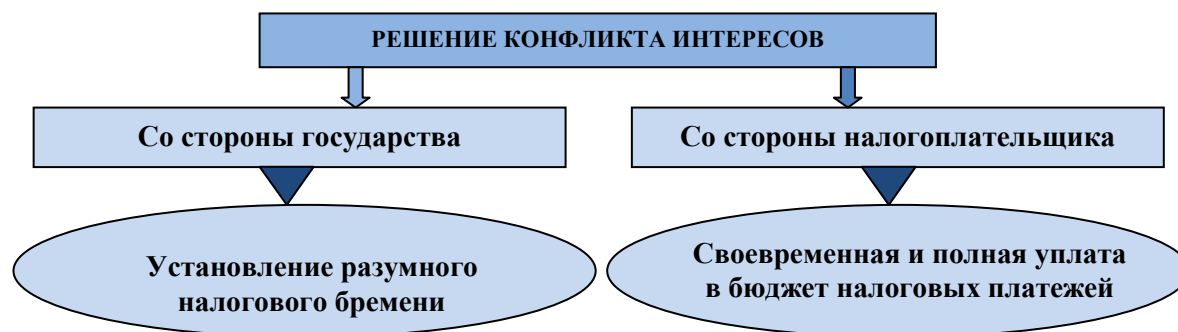 РЕШЕНИЕ КОНФЛИКТА ИНТЕРЕСОВ
Со стороны государства
Со стороны налогоплательщика
Установление разумного
налогового бремени
Своевременная и полная уплата
в бюджет налоговых платежей